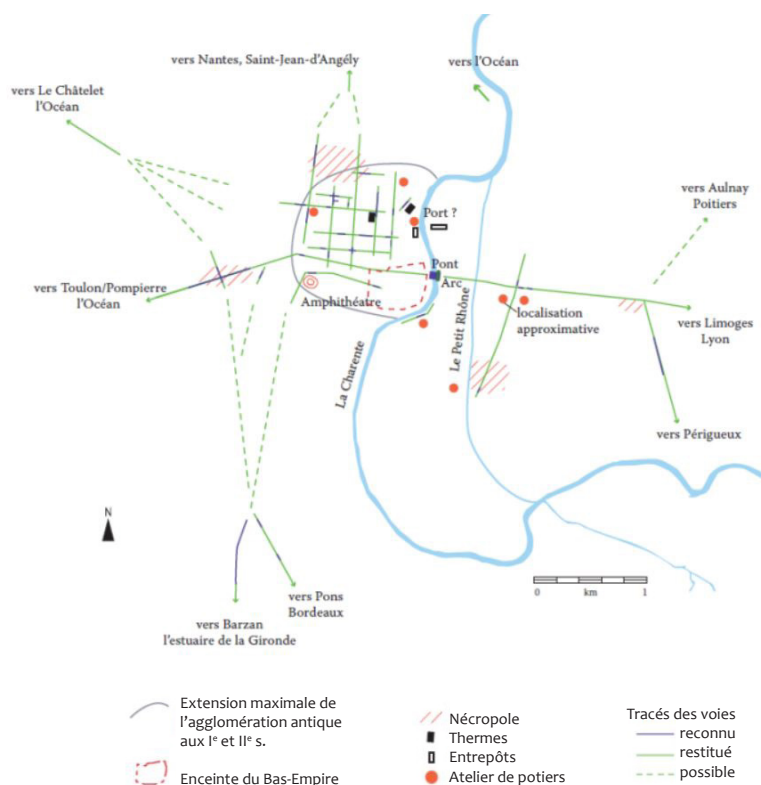 vers Nantes, Saint-Jean-d'Angély
vers l'Océan
vers Le Châtelet
l'Océan
vers Aulnay
Poitiers
Port ?
Pont
Arc
vers Toulon/Pompierre
l'Océan
Amphithéatre
localisation
approximative
vers Limoges
Lyon
La Charente
Le Petit Rhône
vers Périgueux
N
vers Pons
Bordeaux
vers Barzan
l'estuaire de la Gironde
0 km 1
Extension maximale de
l'agglomération antique
aux Iᵉ et IIᵉ s.
Enceinte du Bas-Empire
Nécropole
Thermes
Entrepôts
Atelier de potiers
Tracés des voies
reconnu
restitué
possible